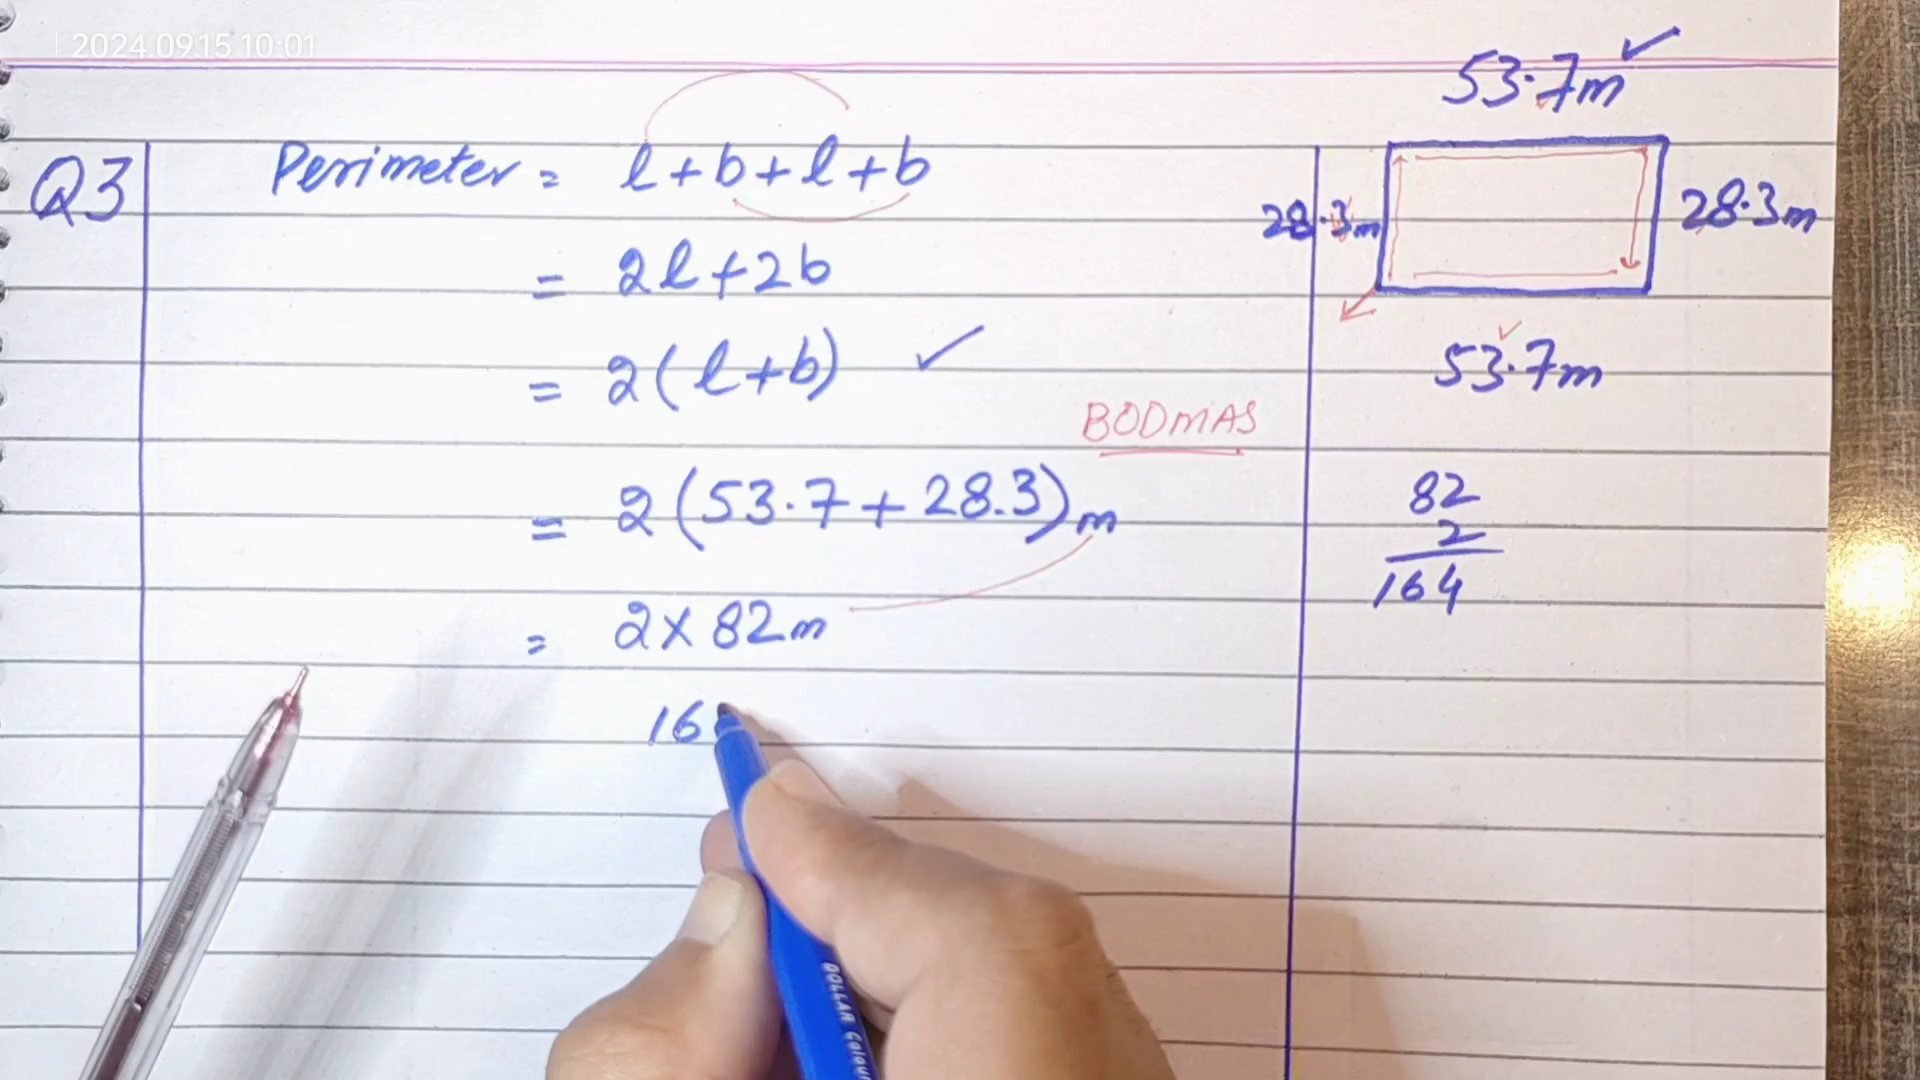 2024.09.15 10:01
53.7m
Q3
Perimeter = l+b+l+b
28.3m
28.3m
= 2l+2b
= 2(l+b)
53.7m
BODMAS
= 2(53.7+28.3)m
82
2
164
= 2×82m
16
DOLLAR Colour